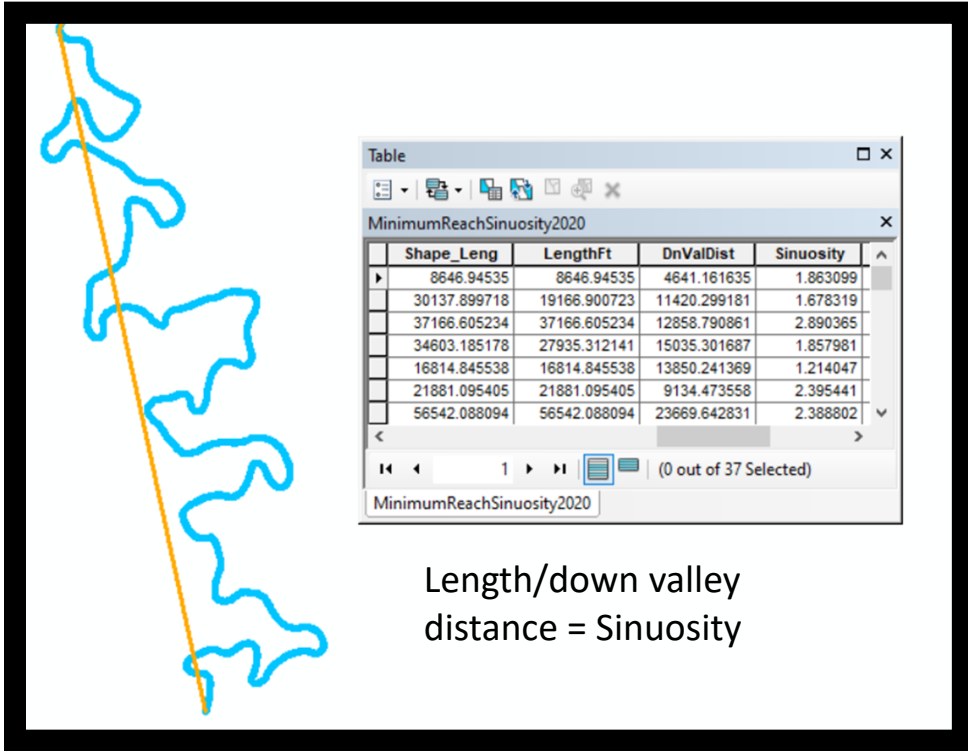 Table
MinimumReachSinuosity2020
Shape_Leng LengthFt DnValDist Sinuosity
8646.94535 8646.94535 4641.161635 1.863099
30137.899718 19166.900723 11420.299181 1.678319
37166.605234 37166.605234 12858.790861 2.890365
34603.185178 27935.312141 15035.301687 1.857981
16814.845538 16814.845538 13850.241369 1.214047
21881.095405 21881.095405 9134.473558 2.395441
56542.088094 56542.088094 23669.642831 2.388802
1 (0 out of 37 Selected)
MinimumReachSinuosity2020
Length/down valley
distance = Sinuosity